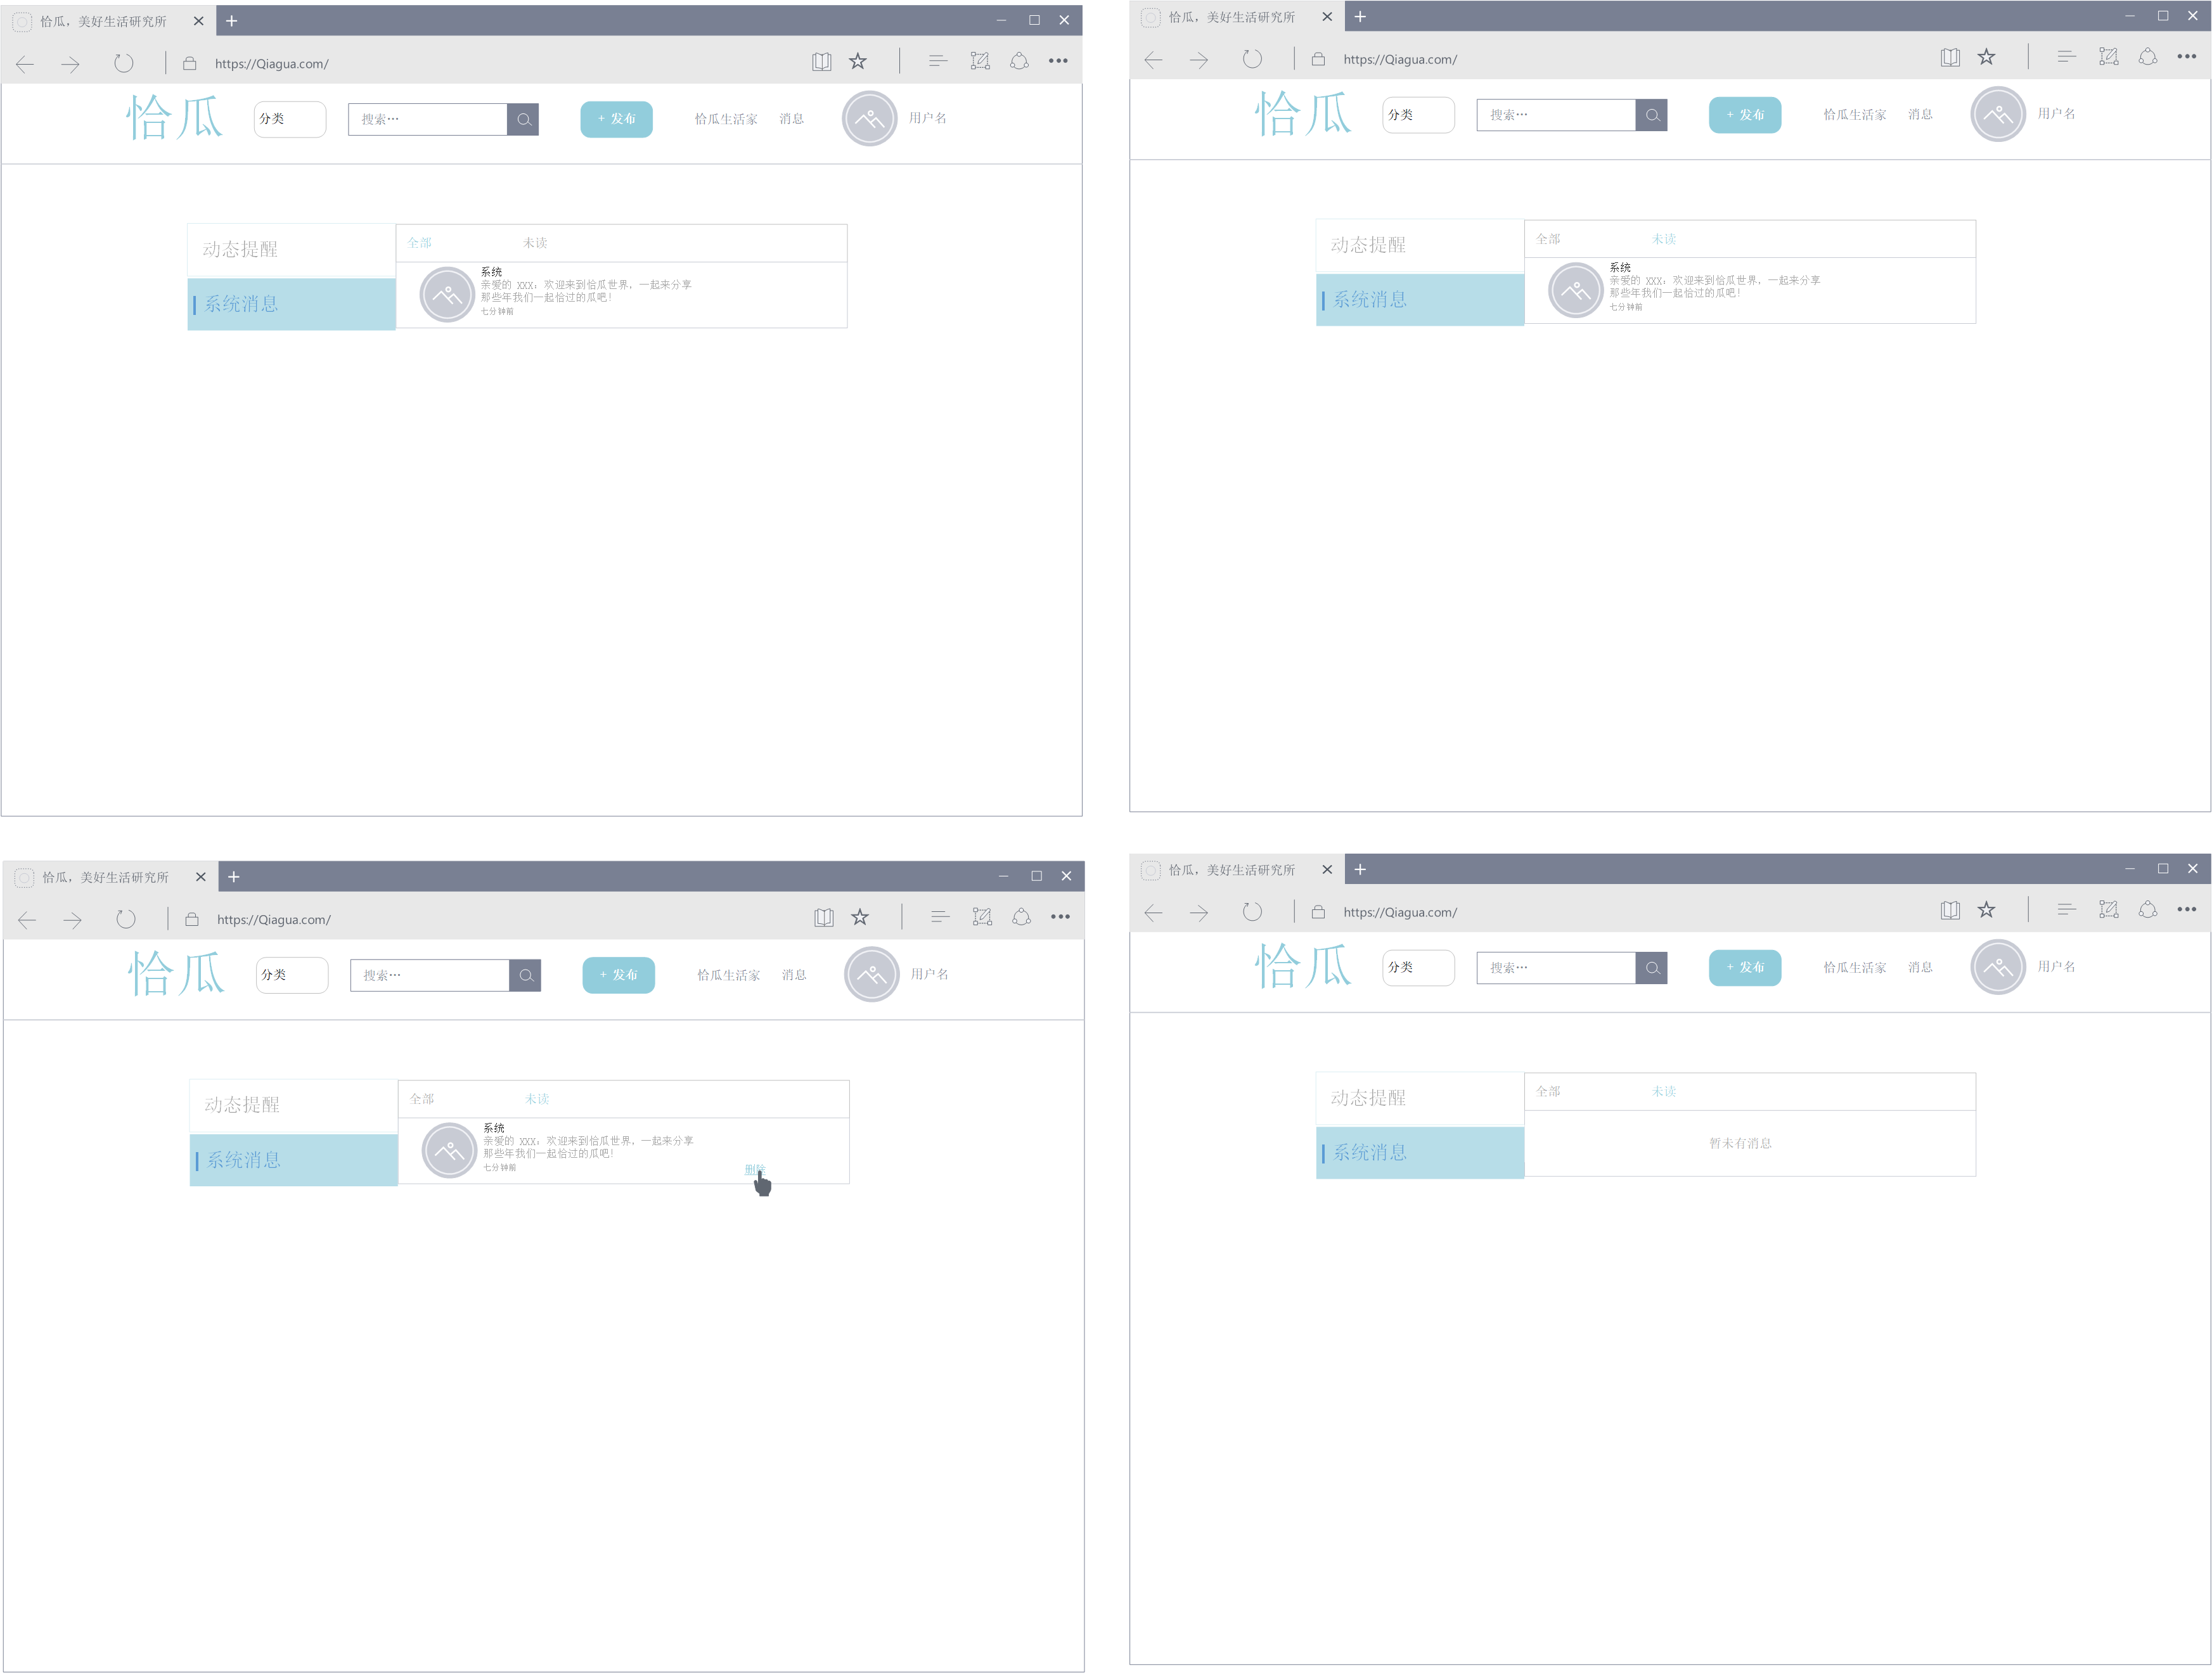 恰瓜，美好生活研究所
https://Qiagua.com/
恰瓜 分类 搜索… + 发布 恰瓜生活家 消息 用户名
动态提醒
系统消息
全部 未读
系统
亲爱的 XXX：欢迎来到恰瓜世界，一起来分享
那些年我们一起恰过的瓜吧！
七分钟前
恰瓜，美好生活研究所
https://Qiagua.com/
恰瓜 分类 搜索… + 发布 恰瓜生活家 消息 用户名
动态提醒
系统消息
全部 未读
系统
亲爱的 XXX：欢迎来到恰瓜世界，一起来分享
那些年我们一起恰过的瓜吧！
七分钟前
恰瓜，美好生活研究所
https://Qiagua.com/
恰瓜 分类 搜索… + 发布 恰瓜生活家 消息 用户名
动态提醒
系统消息
全部 未读
系统
亲爱的 XXX：欢迎来到恰瓜世界，一起来分享
那些年我们一起恰过的瓜吧！
七分钟前
删除
恰瓜，美好生活研究所
https://Qiagua.com/
恰瓜 分类 搜索… + 发布 恰瓜生活家 消息 用户名
动态提醒
系统消息
全部 未读
暂未有消息